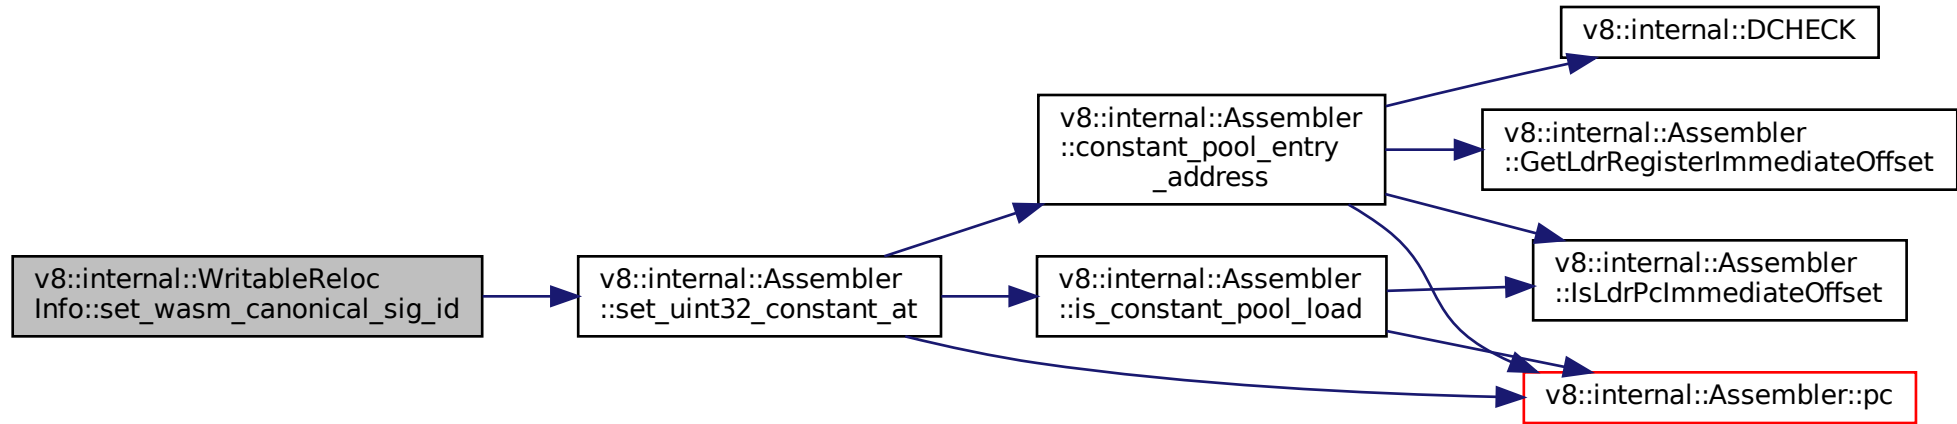 v8::internal::WritableReloc
Info::set_wasm_canonical_sig_id
v8::internal::Assembler
::set_uint32_constant_at
v8::internal::Assembler
::constant_pool_entry
_address
v8::internal::Assembler
::is_constant_pool_load
v8::internal::DCHECK
v8::internal::Assembler
::GetLdrRegisterImmediateOffset
v8::internal::Assembler
::IsLdrPcImmediateOffset
v8::internal::Assembler::pc